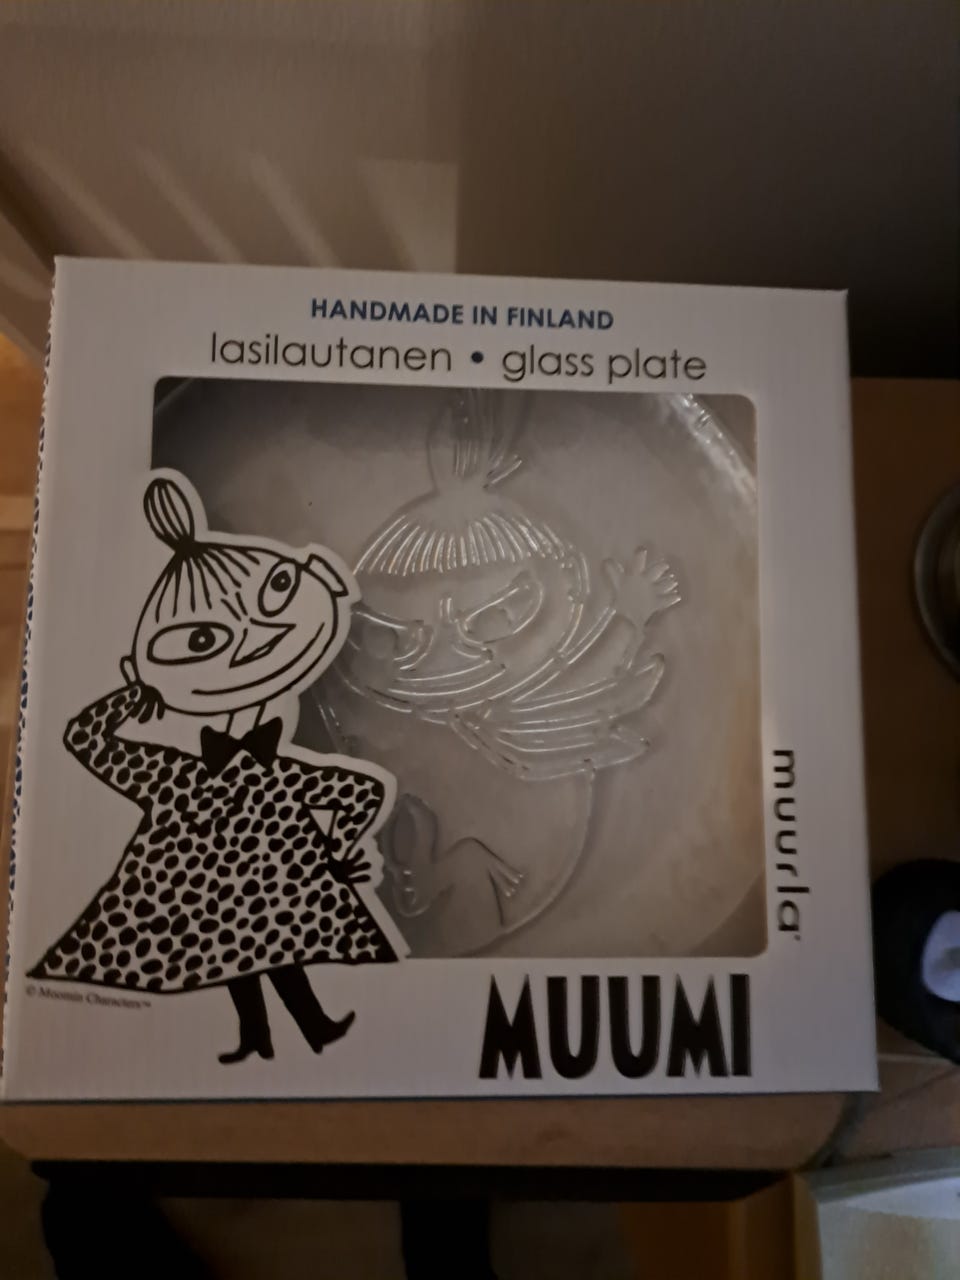 HANDMADE IN FINLAND
lasilautanen • glass plate
muurla
© Moomin Characters™
MUUMI